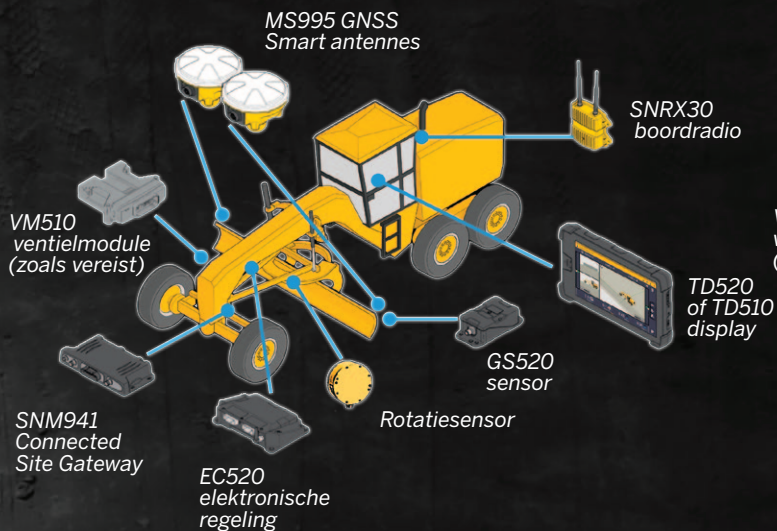 MS995 GNSS
Smart antennes
SNRX30
boordradio
VM510
ventielmodule
(zoals vereist)
TD520
of TD510
display
GS520
sensor
Rotatiesensor
SNM941
Connected
Site Gateway
EC520
elektronische
regeling